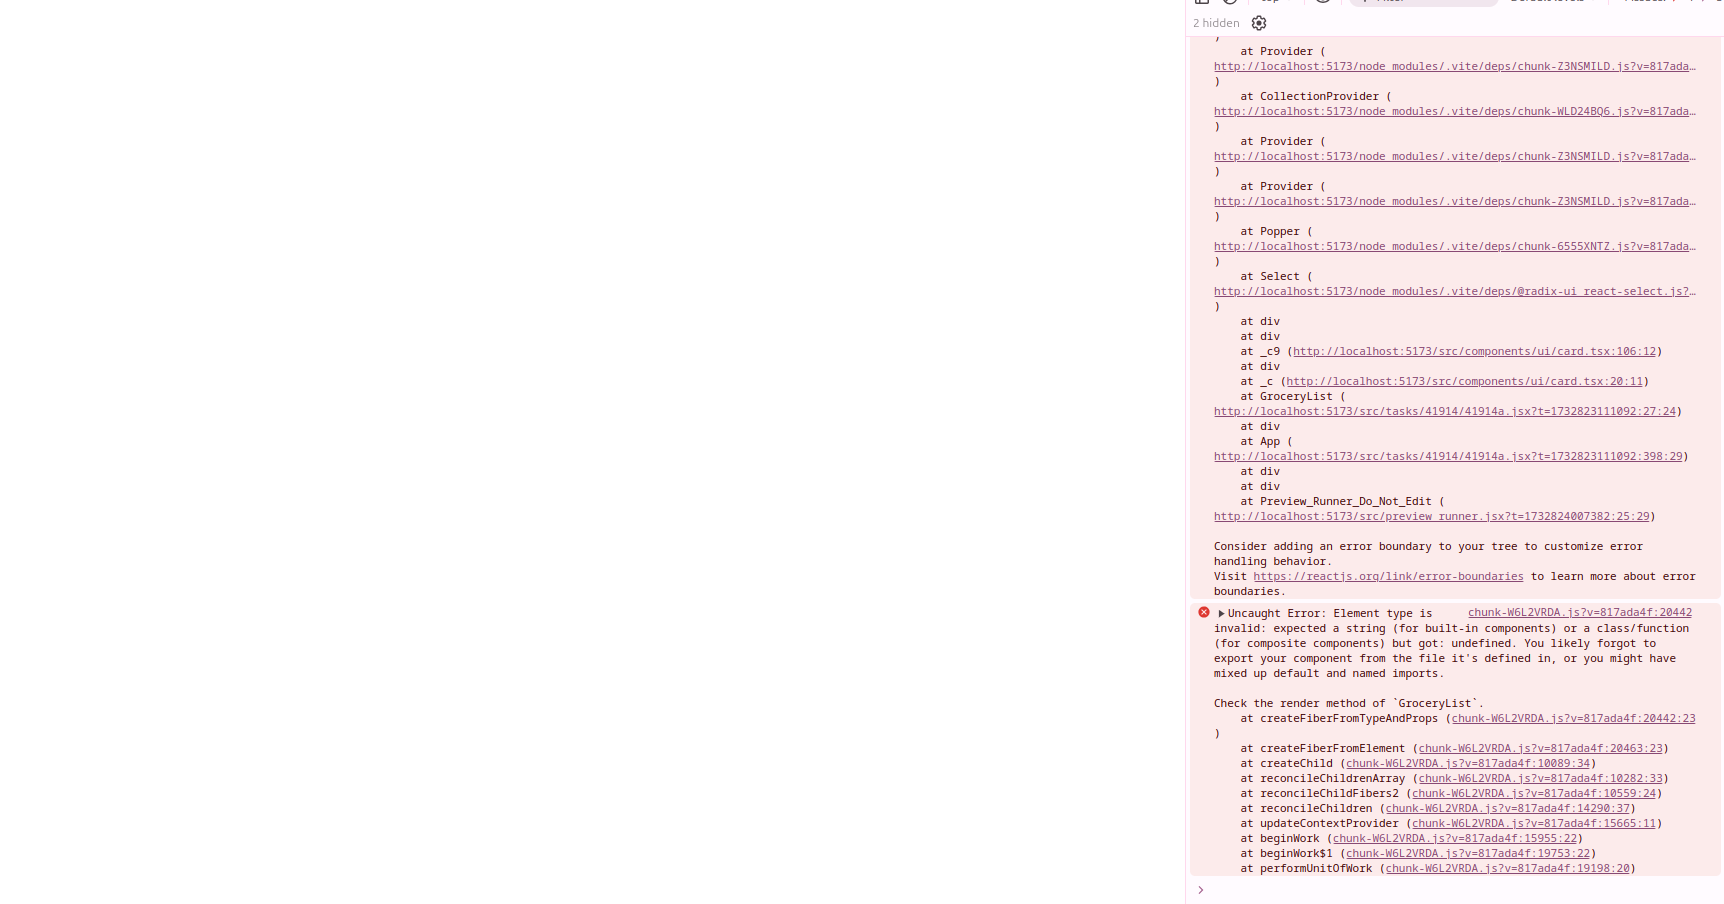 2 hidden
)
at Provider (
http://localhost:5173/node_modules/.vite/deps/chunk-Z3NSMILD.js?v=817ada…
)
at CollectionProvider (
http://localhost:5173/node_modules/.vite/deps/chunk-WLD24BQ6.js?v=817ada…
)
at Provider (
http://localhost:5173/node_modules/.vite/deps/chunk-Z3NSMILD.js?v=817ada…
)
at Provider (
http://localhost:5173/node_modules/.vite/deps/chunk-Z3NSMILD.js?v=817ada…
)
at Popper (
http://localhost:5173/node_modules/.vite/deps/chunk-6555XNTZ.js?v=817ada…
)
at Select (
http://localhost:5173/node_modules/.vite/deps/@radix-ui_react-select.js?…
)
at div
at div
at _c9 (http://localhost:5173/src/components/ui/card.tsx:106:12)
at div
at _c (http://localhost:5173/src/components/ui/card.tsx:20:11)
at GroceryList (
http://localhost:5173/src/tasks/41914/41914a.jsx?t=1732823111092:27:24)
at div
at App (
http://localhost:5173/src/tasks/41914/41914a.jsx?t=1732823111092:398:29)
at div
at div
at Preview_Runner_Do_Not_Edit (
http://localhost:5173/src/preview_runner.jsx?t=1732824007382:25:29)
Consider adding an error boundary to your tree to customize error
handling behavior.
Visit https://reactjs.org/link/error-boundaries to learn more about error
boundaries.
Uncaught Error: Element type is chunk-W6L2VRDA.js?v=817ada4f:20442
invalid: expected a string (for built-in components) or a class/function
(for composite components) but got: undefined. You likely forgot to
export your component from the file it's defined in, or you might have
mixed up default and named imports.
Check the render method of `GroceryList`.
at createFiberFromTypeAndProps (chunk-W6L2VRDA.js?v=817ada4f:20442:23
)
at createFiberFromElement (chunk-W6L2VRDA.js?v=817ada4f:20463:23)
at createChild (chunk-W6L2VRDA.js?v=817ada4f:10089:34)
at reconcileChildrenArray (chunk-W6L2VRDA.js?v=817ada4f:10282:33)
at reconcileChildFibers2 (chunk-W6L2VRDA.js?v=817ada4f:10559:24)
at reconcileChildren (chunk-W6L2VRDA.js?v=817ada4f:14290:37)
at updateContextProvider (chunk-W6L2VRDA.js?v=817ada4f:15665:11)
at beginWork (chunk-W6L2VRDA.js?v=817ada4f:15955:22)
at beginWork$1 (chunk-W6L2VRDA.js?v=817ada4f:19753:22)
at performUnitOfWork (chunk-W6L2VRDA.js?v=817ada4f:19198:20)